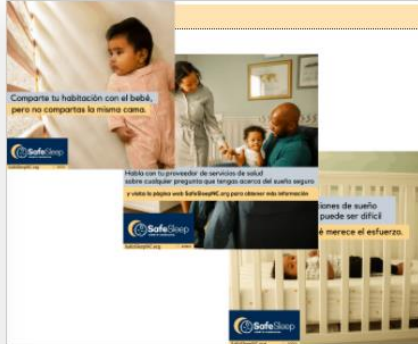 Comparte tu habitación con el bebé,
pero no compartas la misma cama.
SafeSleep
Habla con tu proveedor de servicios de salud
sobre cualquier pregunta que tengas acerca del sueño seguro
y visita la página web SafeSleepNC.org para obtener más información
SafeSleep
SafeSleepNC.org
iones de sueño
puede ser difícil
é merece el esfuerzo.
SafeSleep